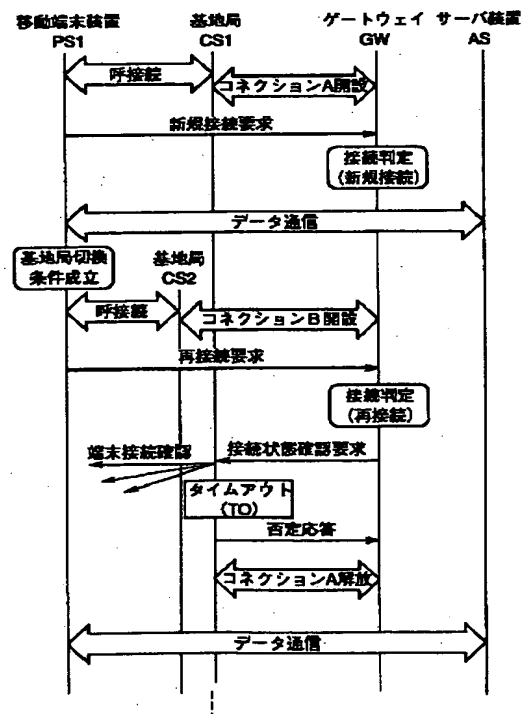 移動端末装置
PS1
基地局
CS1
ゲートウェイ
GW
サーバ装置
AS
呼接続
コネクションA開設
新規接続要求
接続判定
(新規接続)
データ通信
基地局切換
条件成立
基地局
CS2
呼接続
コネクションB開設
再接続要求
接続判定
(再接続)
端末接続確認
接続状態確認要求
タイムアウト
(TO)
否定応答
コネクションA解放
データ通信